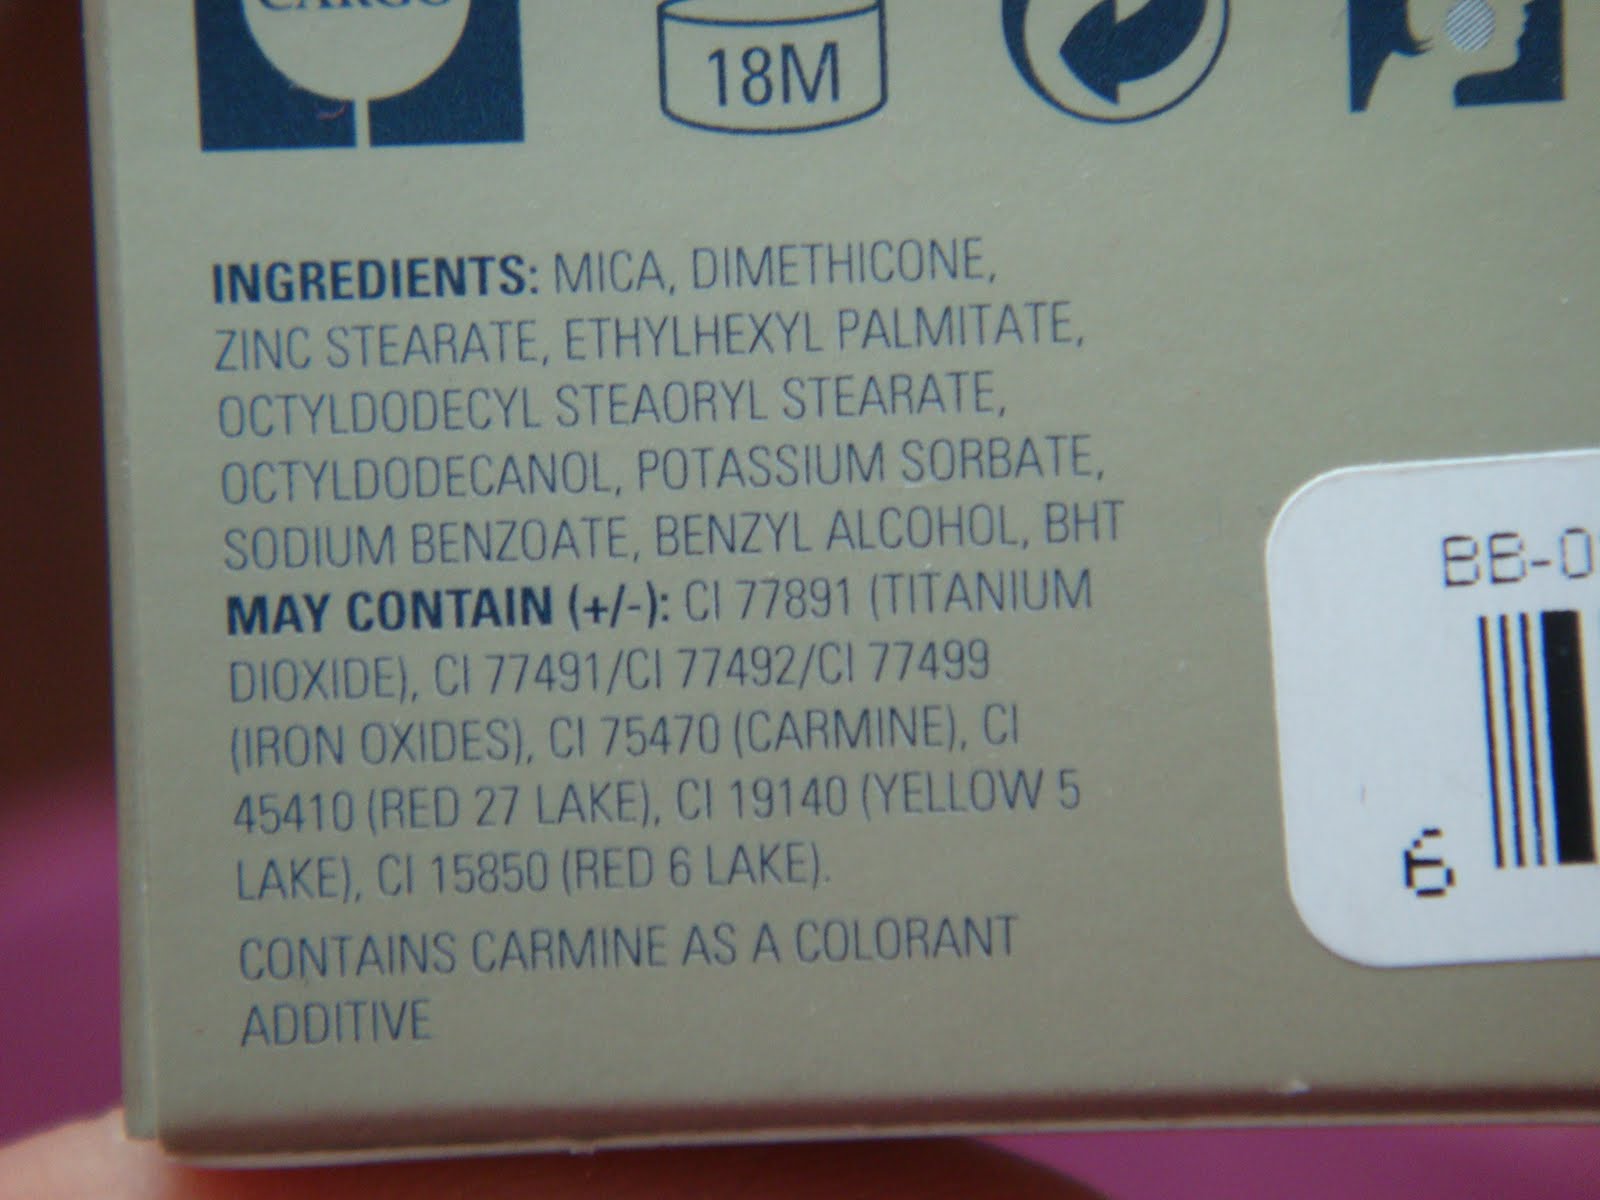 CARGO
18M
INGREDIENTS: MICA, DIMETHICONE,
ZINC STEARATE, ETHYLHEXYL PALMITATE,
OCTYLDODECYL STEAORYL STEARATE,
OCTYLDODECANOL, POTASSIUM SORBATE,
SODIUM BENZOATE, BENZYL ALCOHOL, BHT
MAY CONTAIN (+/-): CI 77891 (TITANIUM
DIOXIDE), CI 77491/CI 77492/CI 77499
(IRON OXIDES), CI 75470 (CARMINE), CI
45410 (RED 27 LAKE), CI 19140 (YELLOW 5
LAKE), CI 15850 (RED 6 LAKE).
CONTAINS CARMINE AS A COLORANT
ADDITIVE
BB-0
6